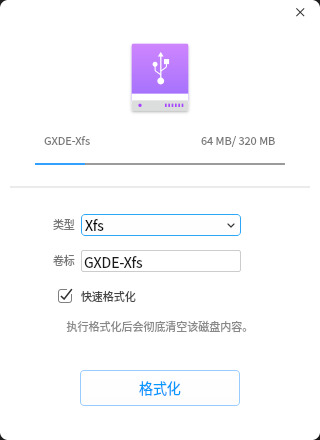 GXDE-Xfs 64 MB/ 320 MB
类型 Xfs
卷标 GXDE-Xfs
快速格式化
执行格式化后会彻底清空该磁盘内容。
格式化